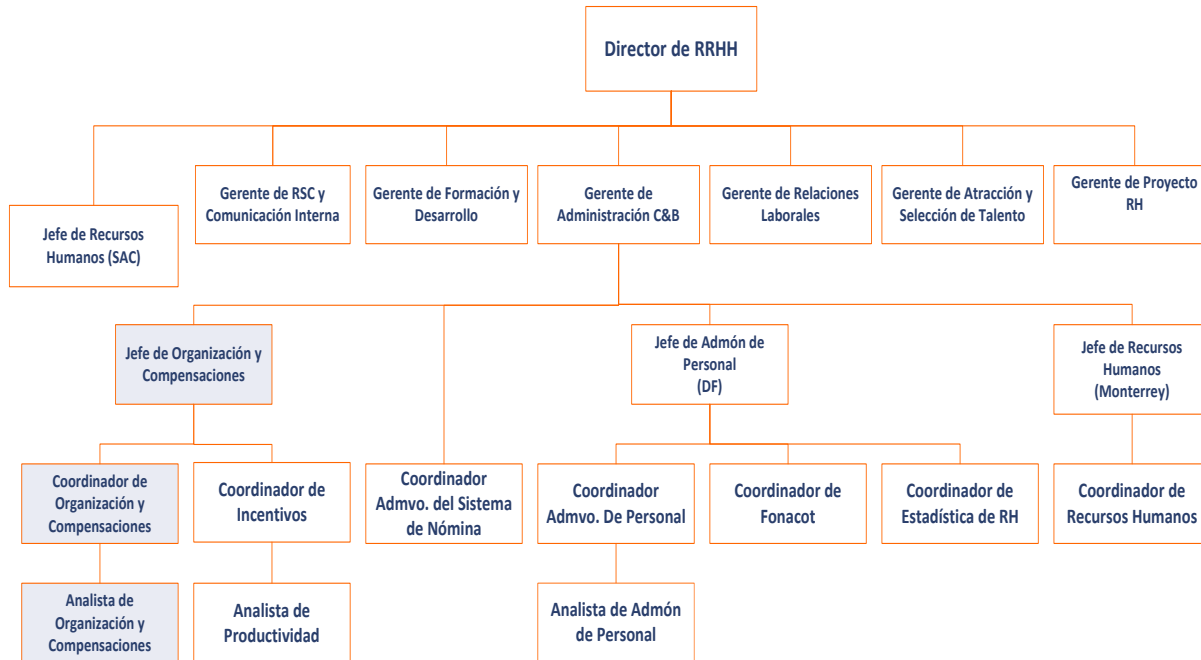 Director de RRHH
Jefe de Recursos
Humanos (SAC)
Gerente de RSC y
Comunicación Interna
Gerente de Formación y
Desarrollo
Gerente de
Administración C&B
Gerente de Relaciones
Laborales
Gerente de Atracción y
Selección de Talento
Gerente de Proyecto
RH
Jefe de Organización y
Compensaciones
Jefe de Admón de
Personal
(DF)
Jefe de Recursos
Humanos
(Monterrey)
Coordinador de
Organización y
Compensaciones
Coordinador de
Incentivos
Coordinador
Admvo. del Sistema
de Nómina
Coordinador
Admvo. De Personal
Coordinador de
Fonacot
Coordinador de
Estadística de RH
Coordinador de
Recursos Humanos
Analista de
Organización y
Compensaciones
Analista de
Productividad
Analista de Admón
de Personal